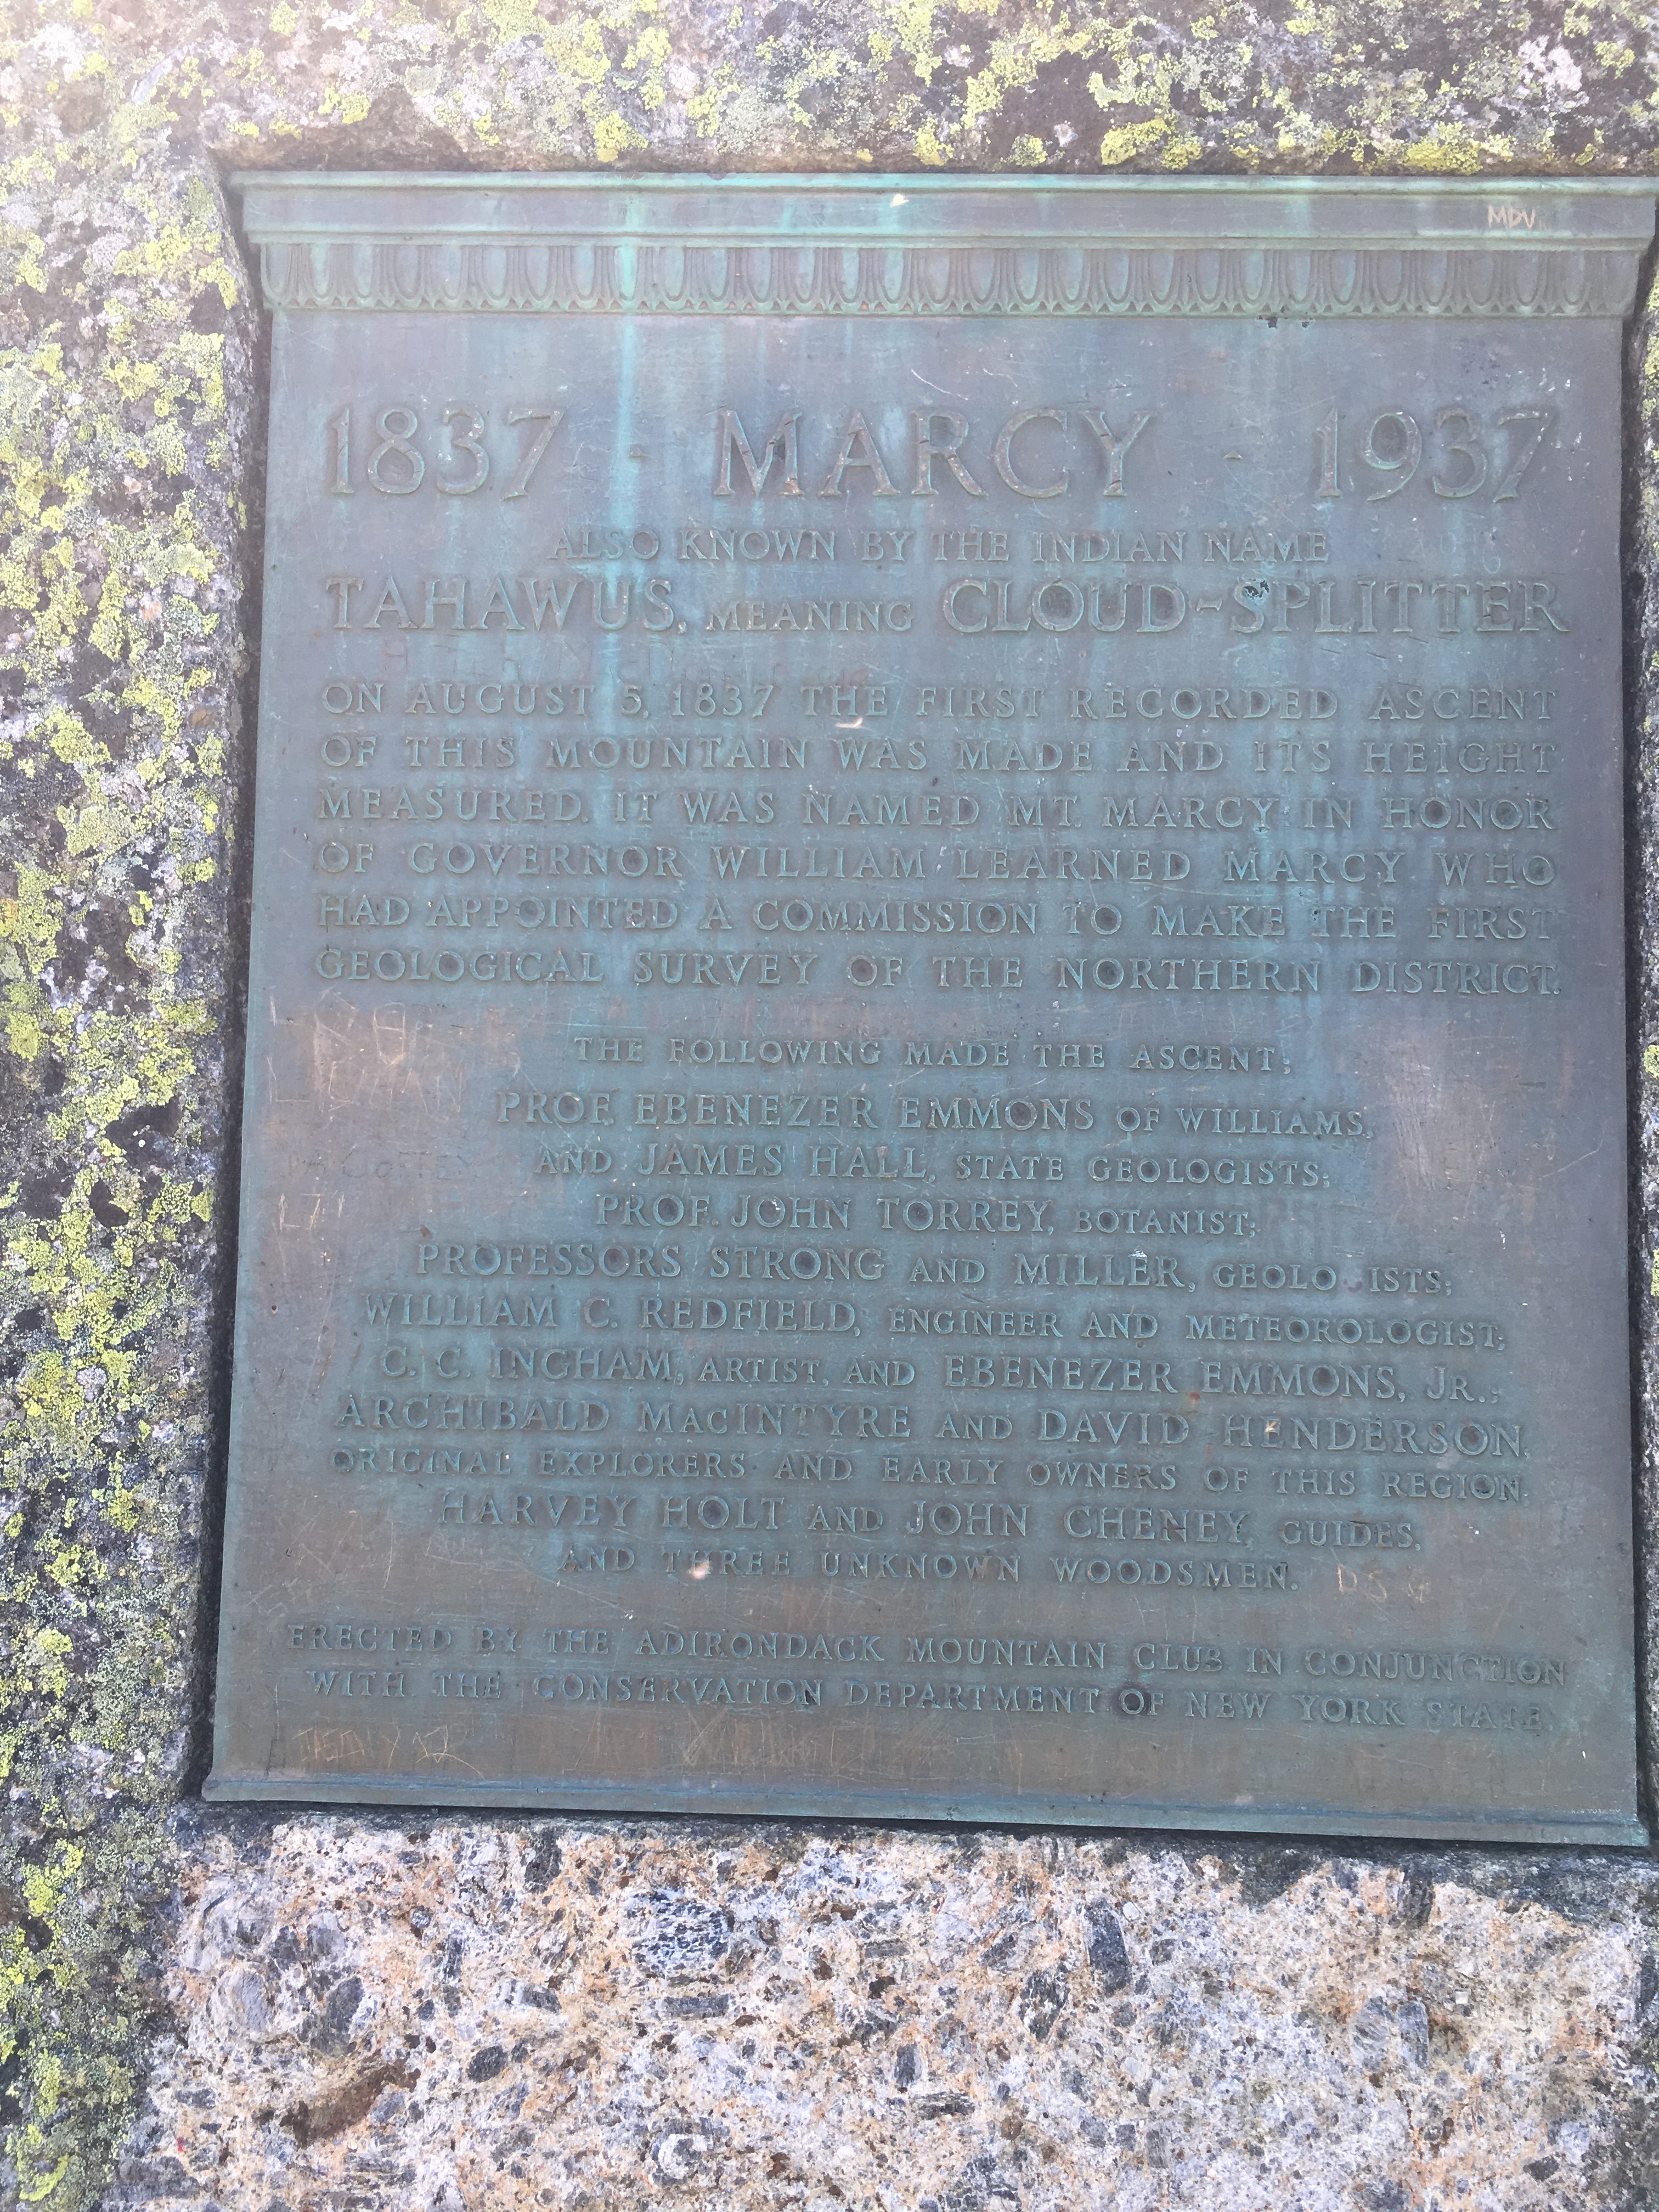 MDV
1837 · MARCY · 1937
ALSO KNOWN BY THE INDIAN NAME
TAHAWUS, MEANING CLOUD-SPLITTER
ON AUGUST 5, 1837 THE FIRST RECORDED ASCENT
OF THIS MOUNTAIN WAS MADE AND ITS HEIGHT
MEASURED. IT WAS NAMED MT. MARCY IN HONOR
OF GOVERNOR WILLIAM LEARNED MARCY WHO
HAD APPOINTED A COMMISSION TO MAKE THE FIRST
GEOLOGICAL SURVEY OF THE NORTHERN DISTRICT.
THE FOLLOWING MADE THE ASCENT;
PROF. EBENEZER EMMONS OF WILLIAMS,
AND JAMES HALL, STATE GEOLOGISTS;
PROF. JOHN TORREY, BOTANIST;
PROFESSORS STRONG AND MILLER, GEOLO ISTS;
WILLIAM C. REDFIELD, ENGINEER AND METEOROLOGIST;
C. C. INGHAM, ARTIST, AND EBENEZER EMMONS, JR.;
ARCHIBALD MACINTYRE AND DAVID HENDERSON,
ORIGINAL EXPLORERS AND EARLY OWNERS OF THIS REGION;
HARVEY HOLT AND JOHN CHENEY, GUIDES,
AND THREE UNKNOWN WOODSMEN.
DSG
ERECTED BY THE ADIRONDACK MOUNTAIN CLUB IN CONJUNCTION
WITH THE CONSERVATION DEPARTMENT OF NEW YORK STATE